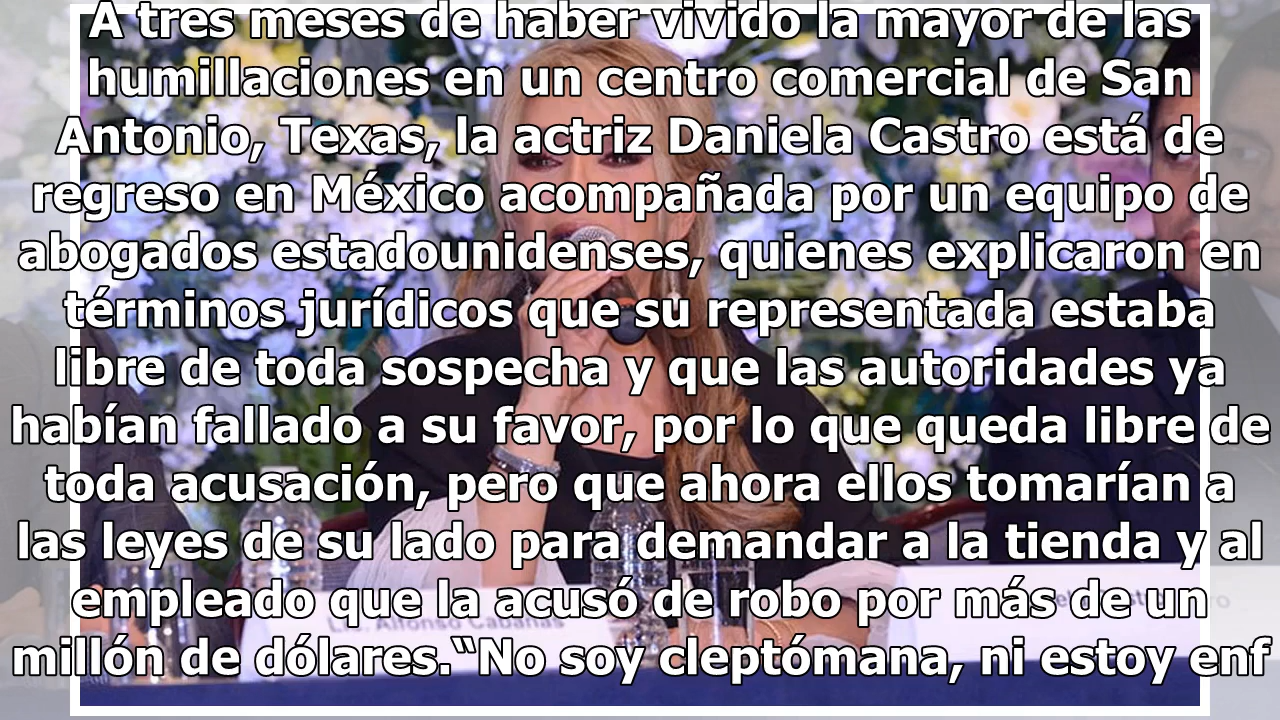 A tres meses de haber vivido la mayor de las
humillaciones en un centro comercial de San
Antonio, Texas, la actriz Daniela Castro está de
regreso en México acompañada por un equipo de
abogados estadounidenses, quienes explicaron en
términos jurídicos que su representada estaba
libre de toda sospecha y que las autoridades ya
habían fallado a su favor, por lo que queda libre de
toda acusación, pero que ahora ellos tomarían a
las leyes de su lado para demandar a la tienda y al
empleado que la acusó de robo por más de un
Lic. Alfonso Cabañas
millón de dólares.“No soy cleptómana, ni estoy enf